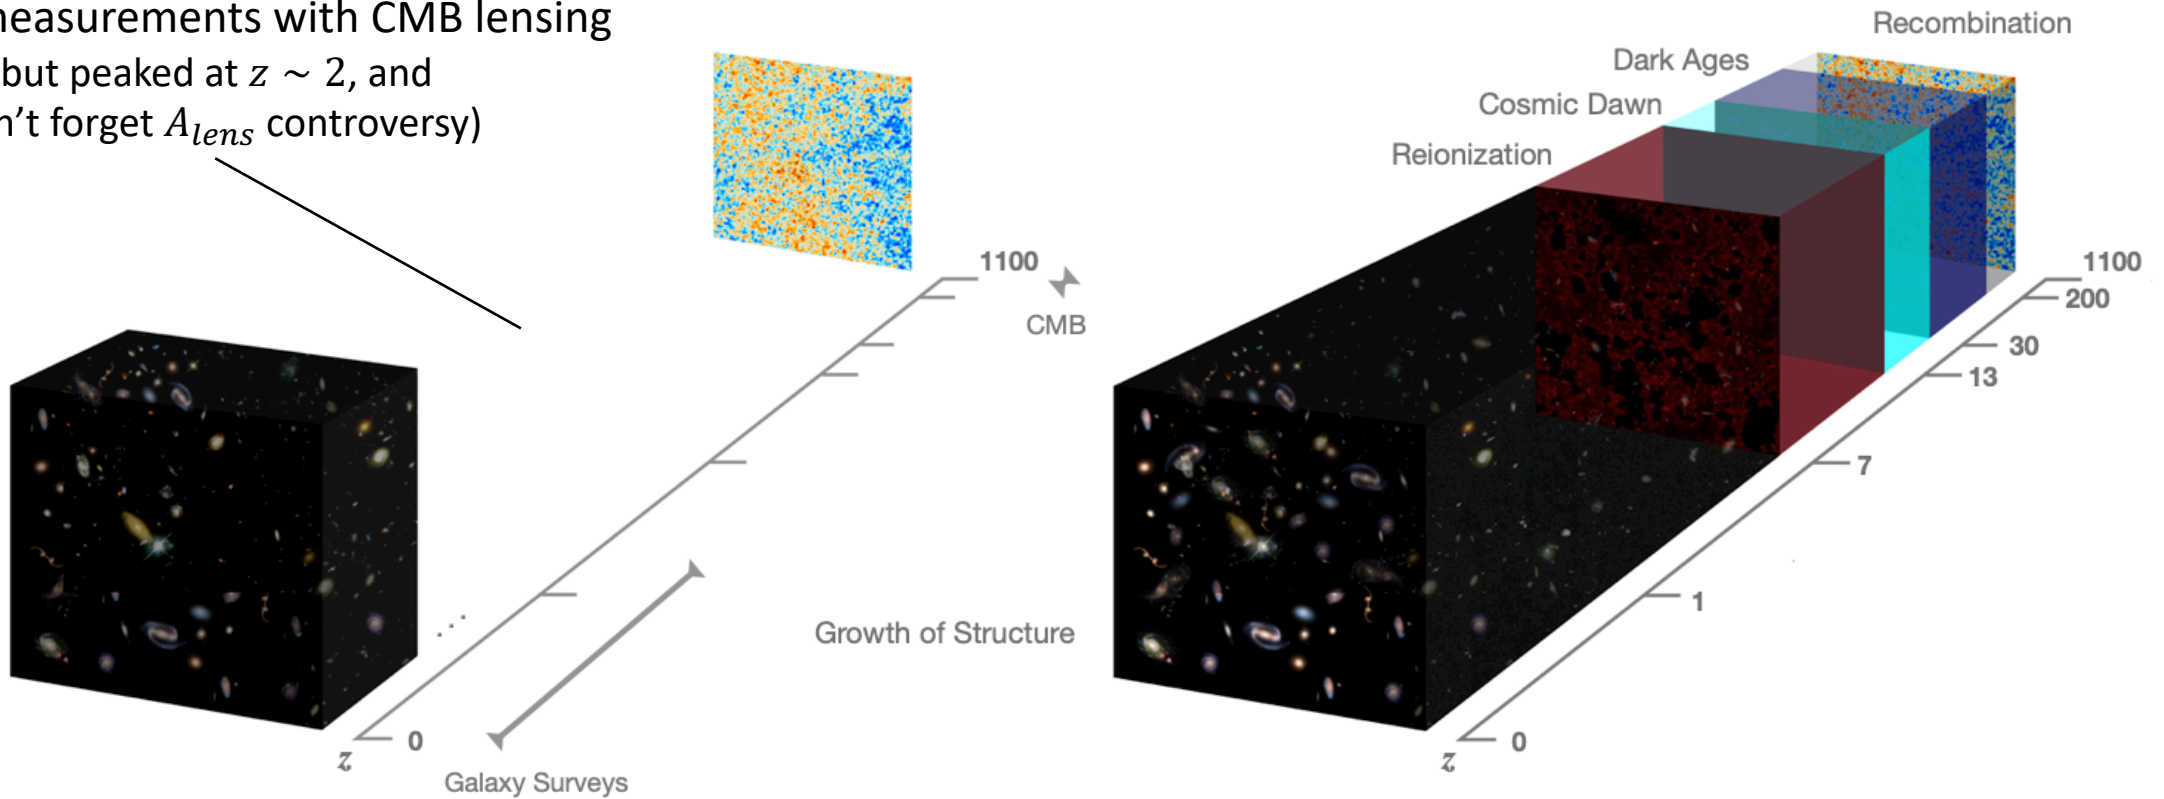 measurements with CMB lensing
but peaked at z ~ 2, and
n't forget A_lens controversy)
1100
CMB
Growth of Structure
0
z
Galaxy Surveys
Recombination
Dark Ages
Cosmic Dawn
Reionization
1100
200
30
13
7
1
0
z